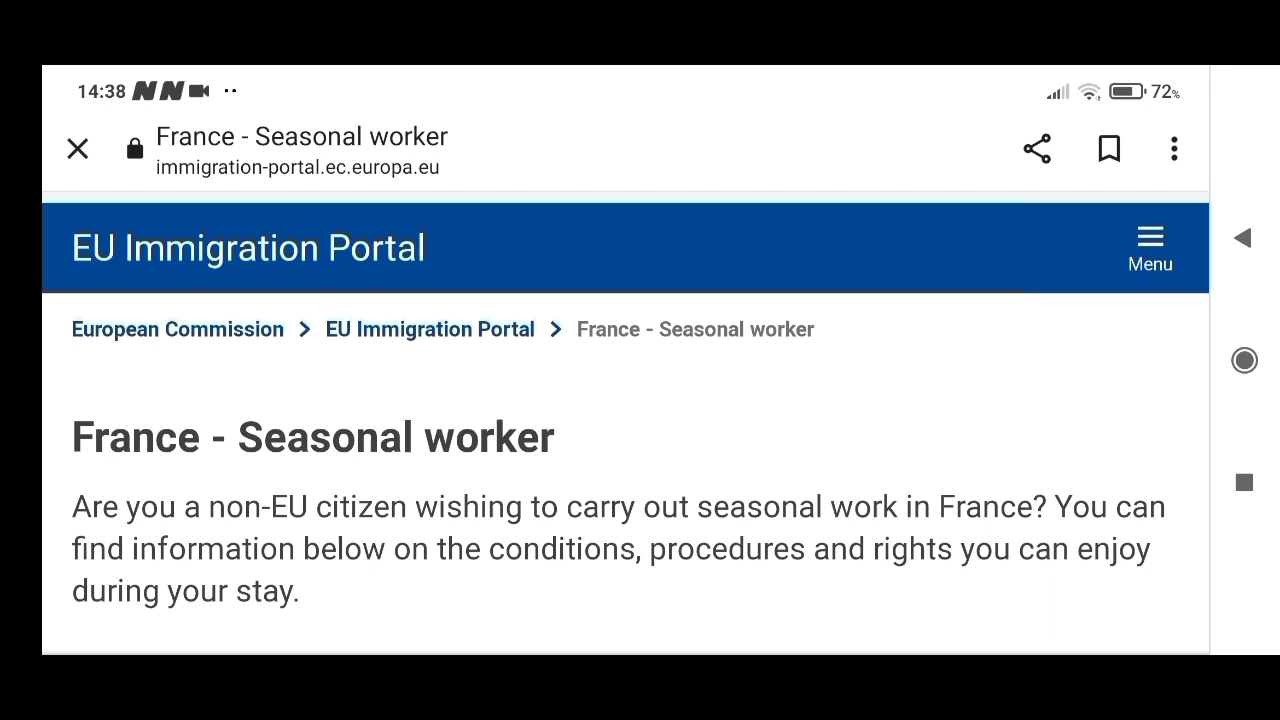 14:38
72%
France - Seasonal worker
immigration-portal.ec.europa.eu
EU Immigration Portal
Menu
European Commission > EU Immigration Portal > France - Seasonal worker
France - Seasonal worker
Are you a non-EU citizen wishing to carry out seasonal work in France? You can
find information below on the conditions, procedures and rights you can enjoy
during your stay.